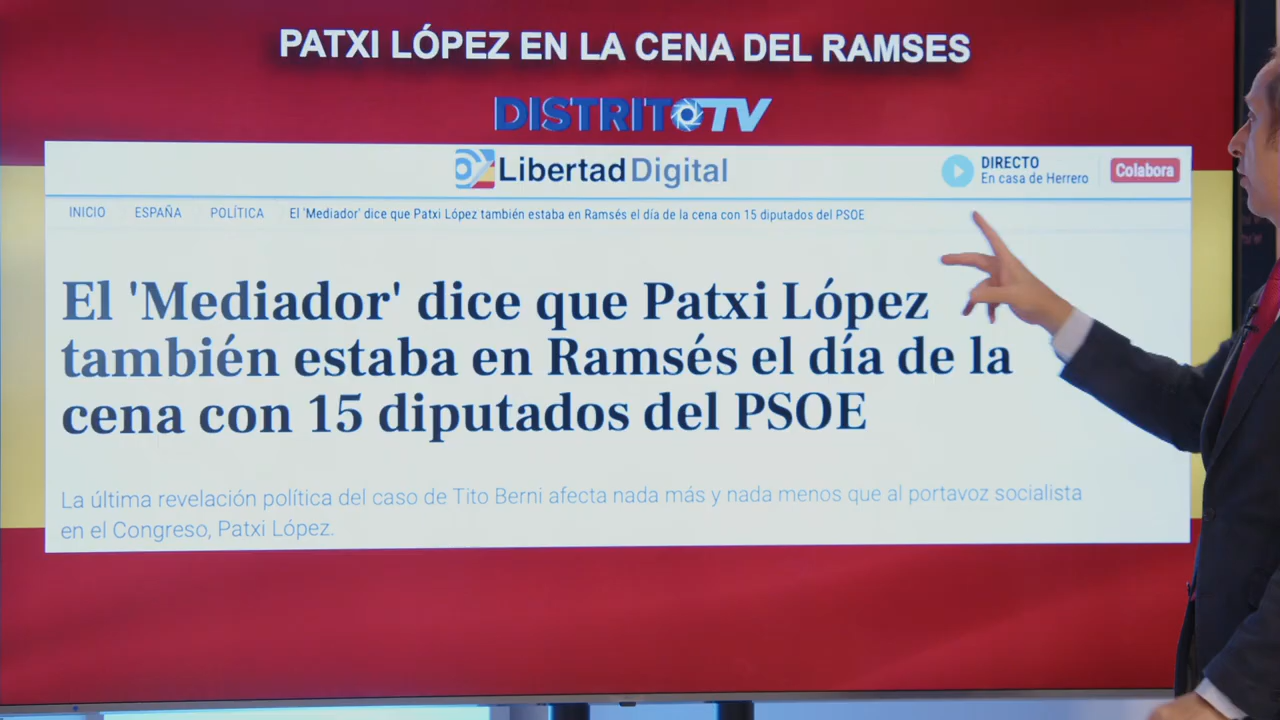 PATXI LÓPEZ EN LA CENA DEL RAMSES
DISTRITOTV
LibertadDigital
DIRECTO
En casa de Herrero
Colabora
INICIO ESPAÑA POLÍTICA El 'Mediador' dice que Patxi López también estaba en Ramsés el día de la cena con 15 diputados del PSOE
El 'Mediador' dice que Patxi López
también estaba en Ramsés el día de la
cena con 15 diputados del PSOE
La última revelación política del caso de Tito Berni afecta nada más y nada menos que al portavoz socialista
en el Congreso, Patxi López.